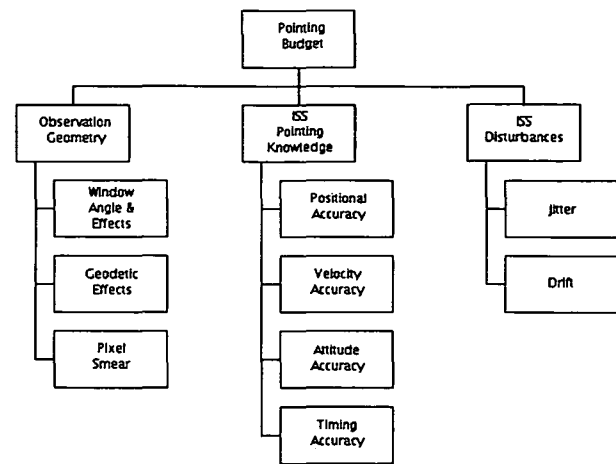 Pointing
Budget
Observation
Geometry
ISS
Pointing
Knowledge
ISS
Disturbances
Window
Angle &
Effects
Geodetic
Effects
Pixel
Smear
Positional
Accuracy
Velocity
Accuracy
Attitude
Accuracy
Timing
Accuracy
Jitter
Drift